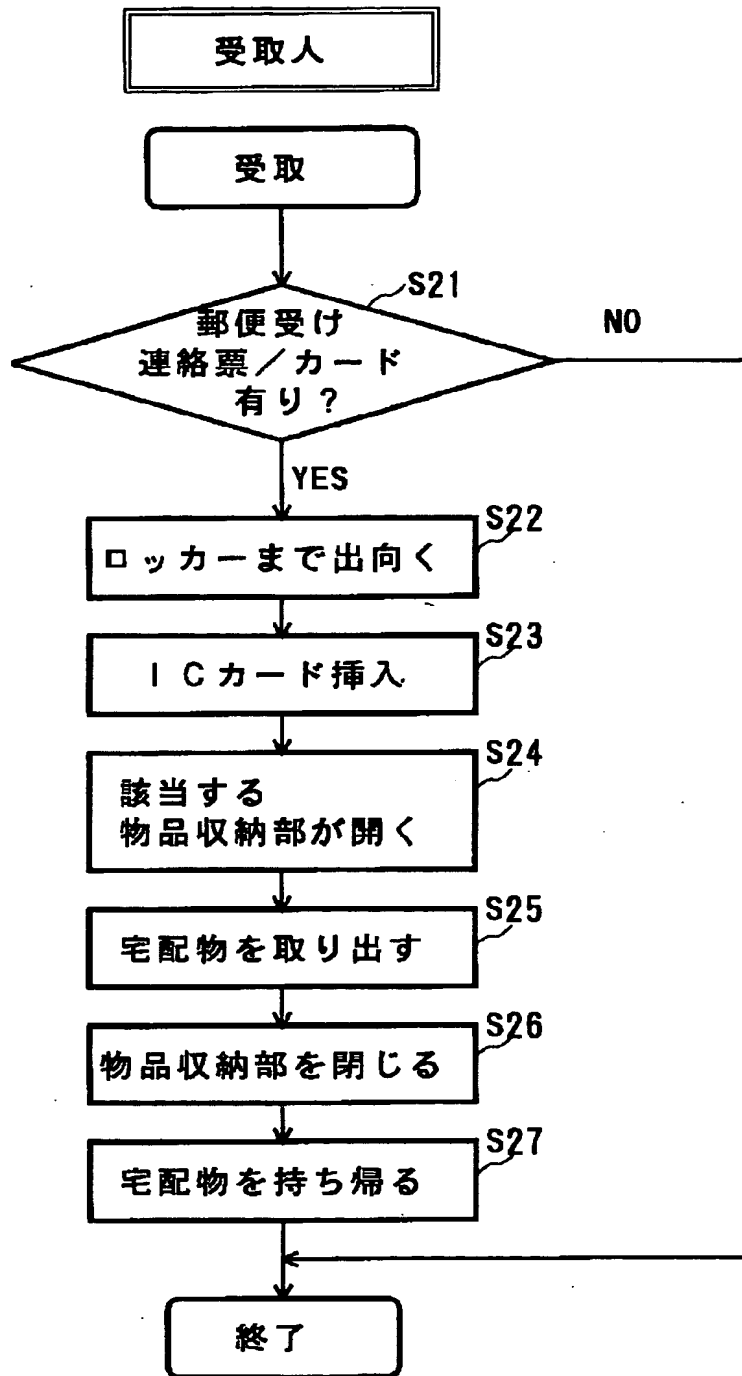 受取人
受取
S21
郵便受け
連絡票／カード
有り？
NO
YES
S22
ロッカーまで出向く
S23
ＩＣカード挿入
S24
該当する
物品収納部が開く
S25
宅配物を取り出す
S26
物品収納部を閉じる
S27
宅配物を持ち帰る
終了